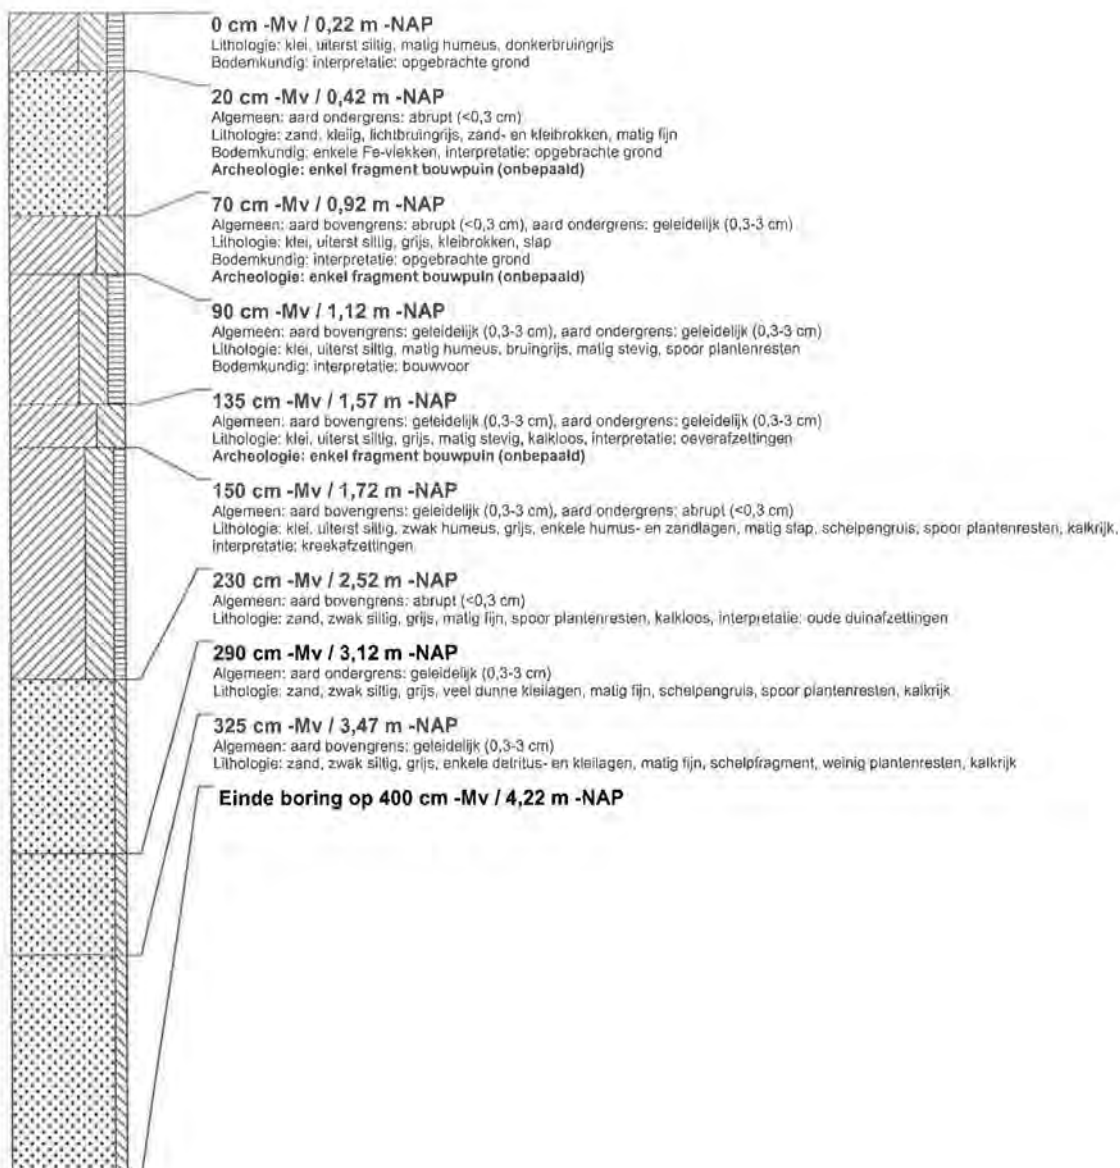 0 cm -Mv / 0,22 m -NAP
Lithologie: klei, uiterst siltig, matig humeus, donkerbruingrijs
Bodemkundig: interpretatie: opgebrachte grond
20 cm -Mv / 0,42 m -NAP
Algemeen: aard ondergrens: abrupt (<0,3 cm)
Lithologie: zand, kleiig, lichtbruingrijs, zand- en kleibrokken, matig fijn
Bodemkundig: enkele Fe-vlekken, interpretatie: opgebrachte grond
Archeologie: enkel fragment bouwpuin (onbepaald)
70 cm -Mv / 0,92 m -NAP
Algemeen: aard bovengrens: abrupt (<0,3 cm), aard ondergrens: geleidelijk (0,3-3 cm)
Lithologie: klei, uiterst siltig, grijs, kleibrokken, slap
Bodemkundig: interpretatie: opgebrachte grond
Archeologie: enkel fragment bouwpuin (onbepaald)
90 cm -Mv / 1,12 m -NAP
Algemeen: aard bovengrens: geleidelijk (0,3-3 cm), aard ondergrens: geleidelijk (0,3-3 cm)
Lithologie: klei, uiterst siltig, matig humeus, bruingrijs, matig stevig, spoor plantenresten
Bodemkundig: interpretatie: bouwvoor
135 cm -Mv / 1,57 m -NAP
Algemeen: aard bovengrens: geleidelijk (0,3-3 cm), aard ondergrens: geleidelijk (0,3-3 cm)
Lithologie: klei, uiterst siltig, grijs, matig stevig, kalkloos, interpretatie: oeverafzettingen
Archeologie: enkel fragment bouwpuin (onbepaald)
150 cm -Mv / 1,72 m -NAP
Algemeen: aard bovengrens: geleidelijk (0,3-3 cm), aard ondergrens: abrupt (<0,3 cm)
Lithologie: klei, uiterst siltig, zwak humeus, grijs, enkele humus- en zandlagen, matig slap, schelpengruis, spoor plantenresten, kalkrijk,
interpretatie: kreekafzettingen
230 cm -Mv / 2,52 m -NAP
Algemeen: aard bovengrens: abrupt (<0,3 cm)
Lithologie: zand, zwak siltig, grijs, matig fijn, spoor plantenresten, kalkloos, interpretatie: oude duinafzettingen
290 cm -Mv / 3,12 m -NAP
Algemeen: aard ondergrens: geleidelijk (0,3-3 cm)
Lithologie: zand, zwak siltig, grijs, veel dunne kleilagen, matig fijn, schelpengruis, spoor plantenresten, kalkrijk
325 cm -Mv / 3,47 m -NAP
Algemeen: aard bovengrens: geleidelijk (0,3-3 cm)
Lithologie: zand, zwak siltig, grijs, enkele detritus- en kleilagen, matig fijn, schelpfragment, weinig plantenresten, kalkrijk
Einde boring op 400 cm -Mv / 4,22 m -NAP